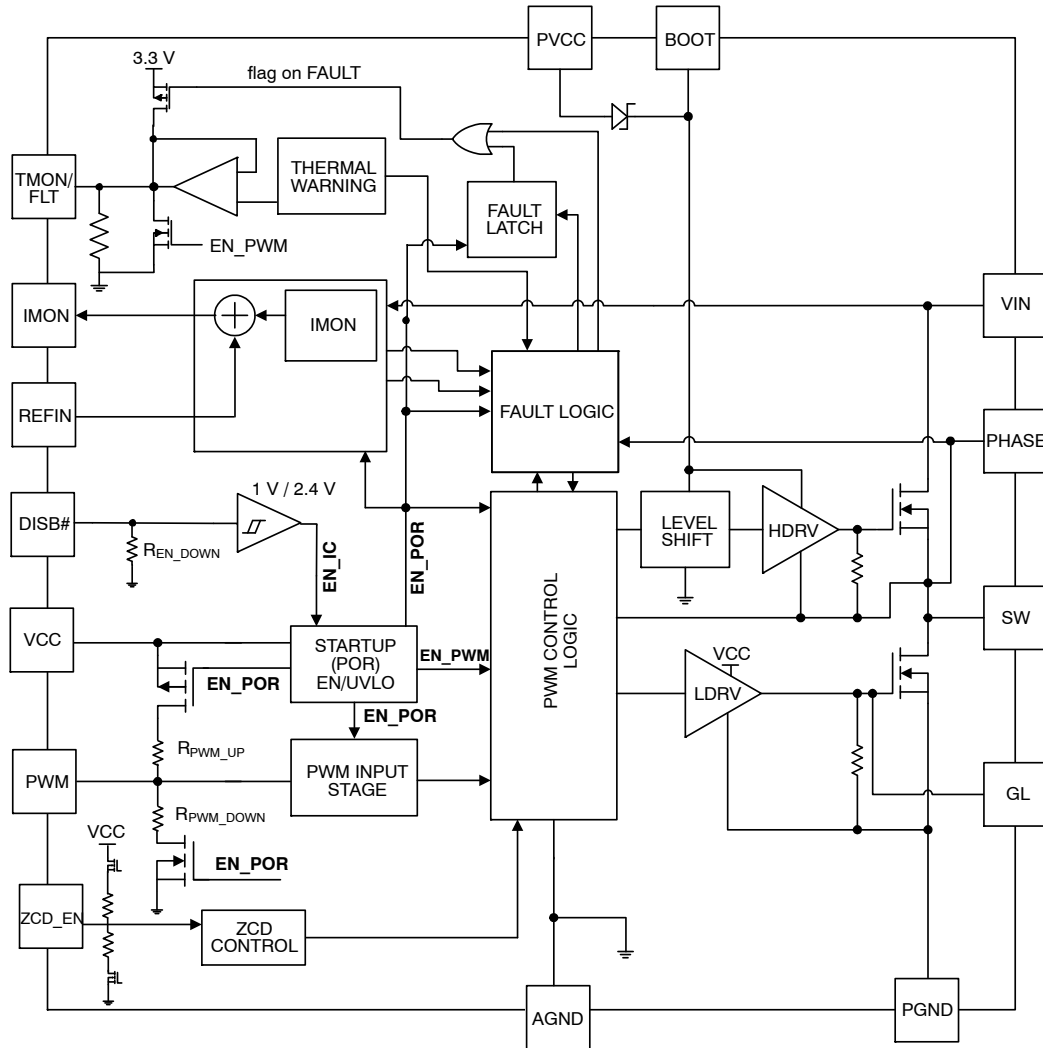 PVCC
BOOT
3.3 V
flag on FAULT
TMON/
FLT
THERMAL
WARNING
FAULT
LATCH
EN_PWM
IMON
IMON
VIN
REFIN
FAULT LOGIC
PHASE
1 V / 2.4 V
DISB#
R_EN_DOWN
EN_IC
EN_POR
LEVEL
SHIFT
HDRV
VCC
STARTUP
(POR)
EN/UVLO
EN_PWM
EN_POR
PWM CONTROL
LOGIC
SW
VCC
LDRV
EN_POR
R_PWM_UP
PWM
PWM INPUT
STAGE
GL
R_PWM_DOWN
VCC
EN_POR
ZCD_EN
ZCD
CONTROL
AGND
PGND